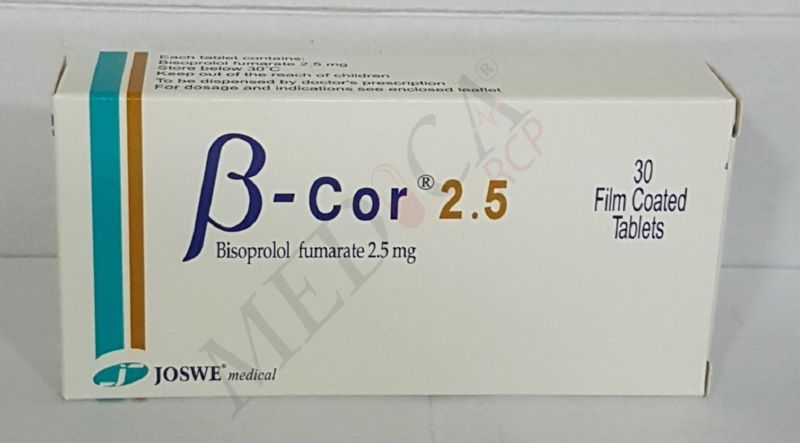 Each tablet contains:
Bisoprolol fumarate 2.5 mg
Store below 30°C
Keep out of the reach of children
To be dispensed by doctor's prescription
For dosage and indications see enclosed leaflet
β-Cor® 2.5
Bisoprolol fumarate 2.5 mg
30
Film Coated
Tablets
JOSWE® medical
MEDICA®
RCP